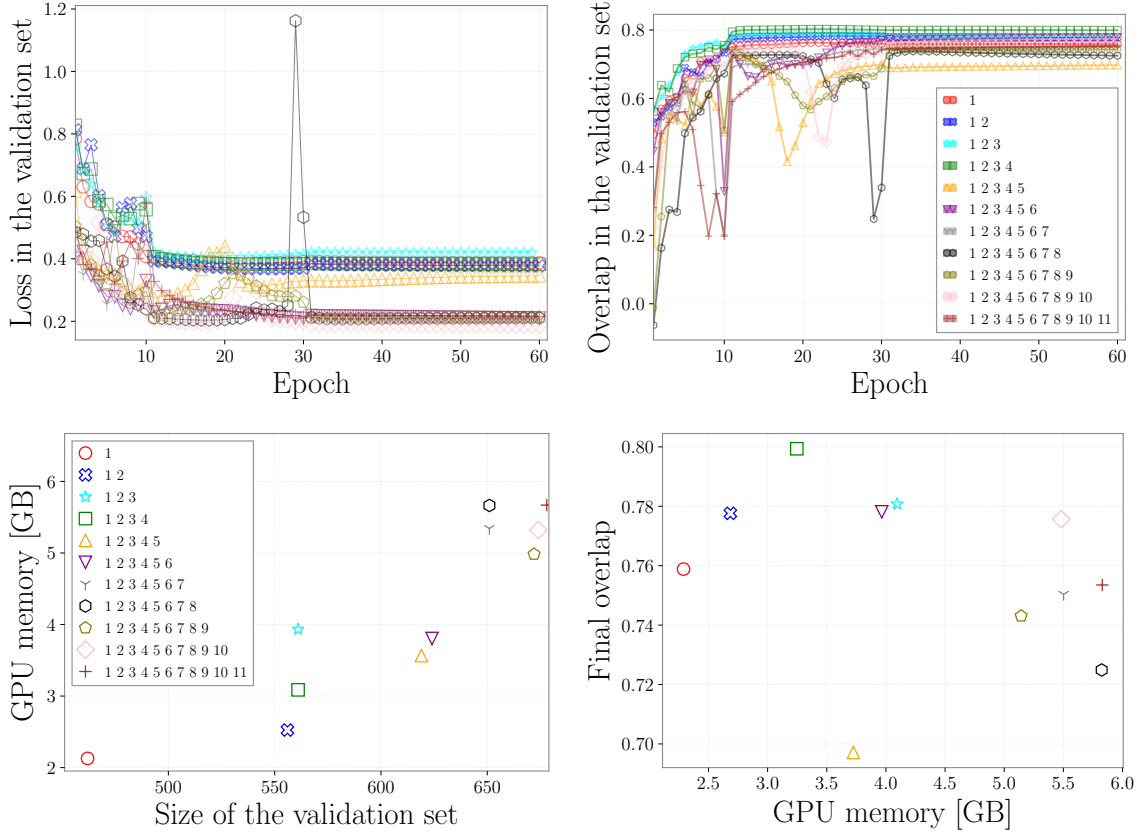 Loss in the validation set
1.2
1.0
0.8
0.6
0.4
0.2
10
20
30
40
50
60
Epoch
Overlap in the validation set
0.8
0.6
0.4
0.2
0.0
10
20
30
40
50
60
Epoch
1
1 2
1 2 3
1 2 3 4
1 2 3 4 5
1 2 3 4 5 6
1 2 3 4 5 6 7
1 2 3 4 5 6 7 8
1 2 3 4 5 6 7 8 9
1 2 3 4 5 6 7 8 9 10
1 2 3 4 5 6 7 8 9 10 11
GPU memory [GB]
6
5
4
3
2
500
550
600
650
Size of the validation set
1
1 2
1 2 3
1 2 3 4
1 2 3 4 5
1 2 3 4 5 6
1 2 3 4 5 6 7
1 2 3 4 5 6 7 8
1 2 3 4 5 6 7 8 9
1 2 3 4 5 6 7 8 9 10
1 2 3 4 5 6 7 8 9 10 11
Final overlap
0.80
0.78
0.76
0.74
0.72
0.70
2.5
3.0
3.5
4.0
4.5
5.0
5.5
6.0
GPU memory [GB]